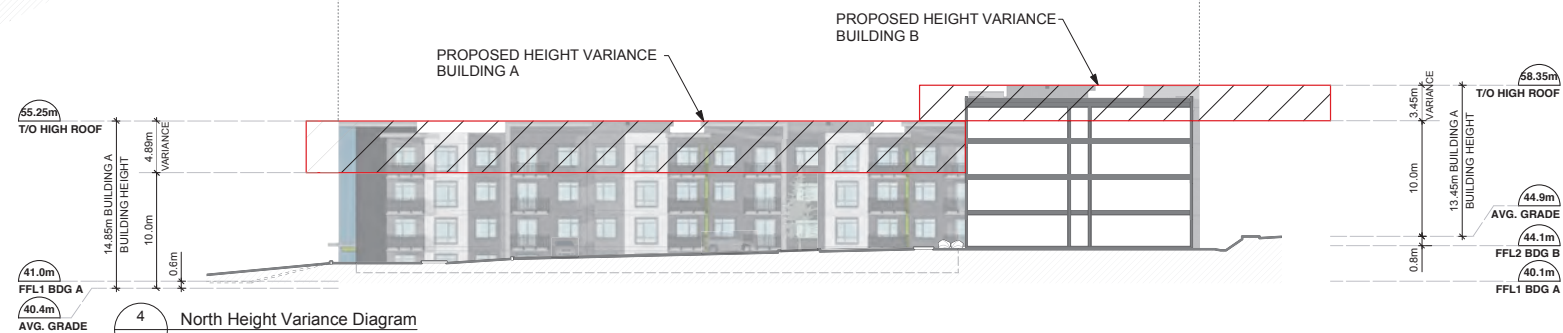 PROPOSED HEIGHT VARIANCE
BUILDING B
PROPOSED HEIGHT VARIANCE
BUILDING A
55.25m
T/O HIGH ROOF
4.89m
VARIANCE
14.85m BUILDING A
BUILDING HEIGHT
10.0m
0.6m
41.0m
FFL1 BDG A
40.4m
AVG. GRADE
58.35m
T/O HIGH ROOF
3.45m
VARIANCE
10.0m
13.45m BUILDING A
BUILDING HEIGHT
44.9m
AVG. GRADE
44.1m
FFL2 BDG B
0.8m
40.1m
FFL1 BDG A
4
North Height Variance Diagram